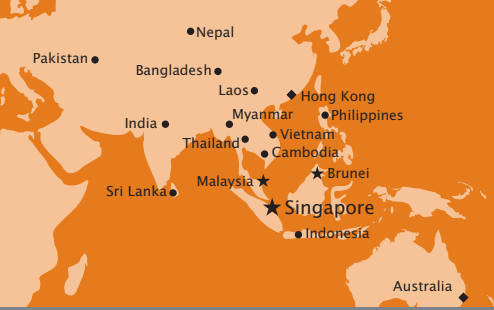 Nepal
Pakistan
Bangladesh
Laos
Hong Kong
Myanmar
Philippines
India
Vietnam
Thailand
Cambodia
Brunei
Malaysia
Sri Lanka
Singapore
Indonesia
Australia